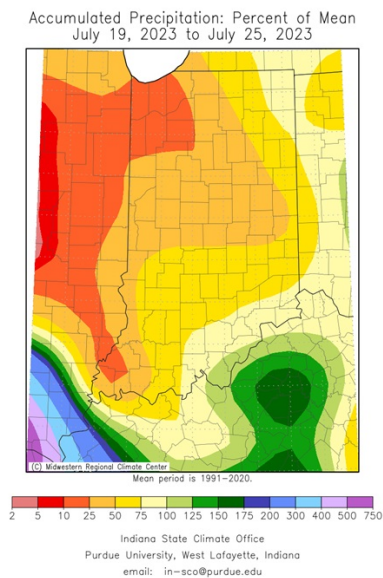 Accumulated Precipitation: Percent of Mean
July 19, 2023 to July 25, 2023
(C) Midwestern Regional Climate Center
Mean period is 1991-2020.
2 5 10 25 50 75 100 125 150 175 200 300 400 500 750
Indiana State Climate Office
Purdue University, West Lafayette, Indiana
email: in-sco@purdue.edu